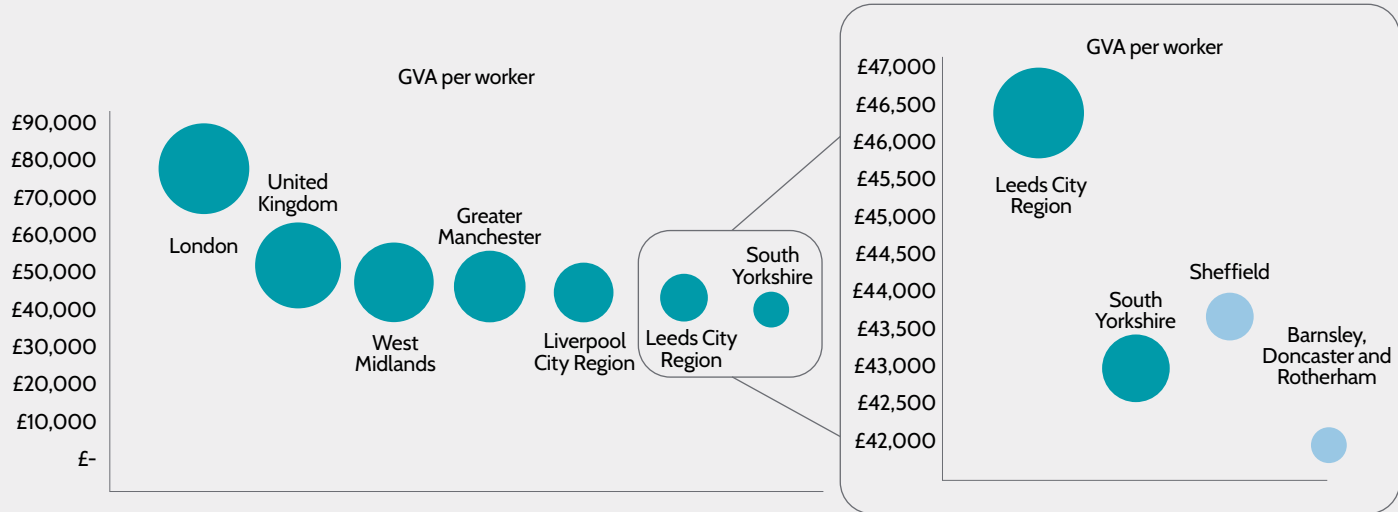 GVA per worker
£90,000
£80,000
£70,000
£60,000
£50,000
£40,000
£30,000
£20,000
£10,000
£-
London
United
Kingdom
West
Midlands
Greater
Manchester
Liverpool
City Region
Leeds City
Region
South
Yorkshire
GVA per worker
£47,000
£46,500
£46,000
£45,500
£45,000
£44,500
£44,000
£43,500
£43,000
£42,500
£42,000
Leeds City
Region
South
Yorkshire
Sheffield
Barnsley,
Doncaster and
Rotherham